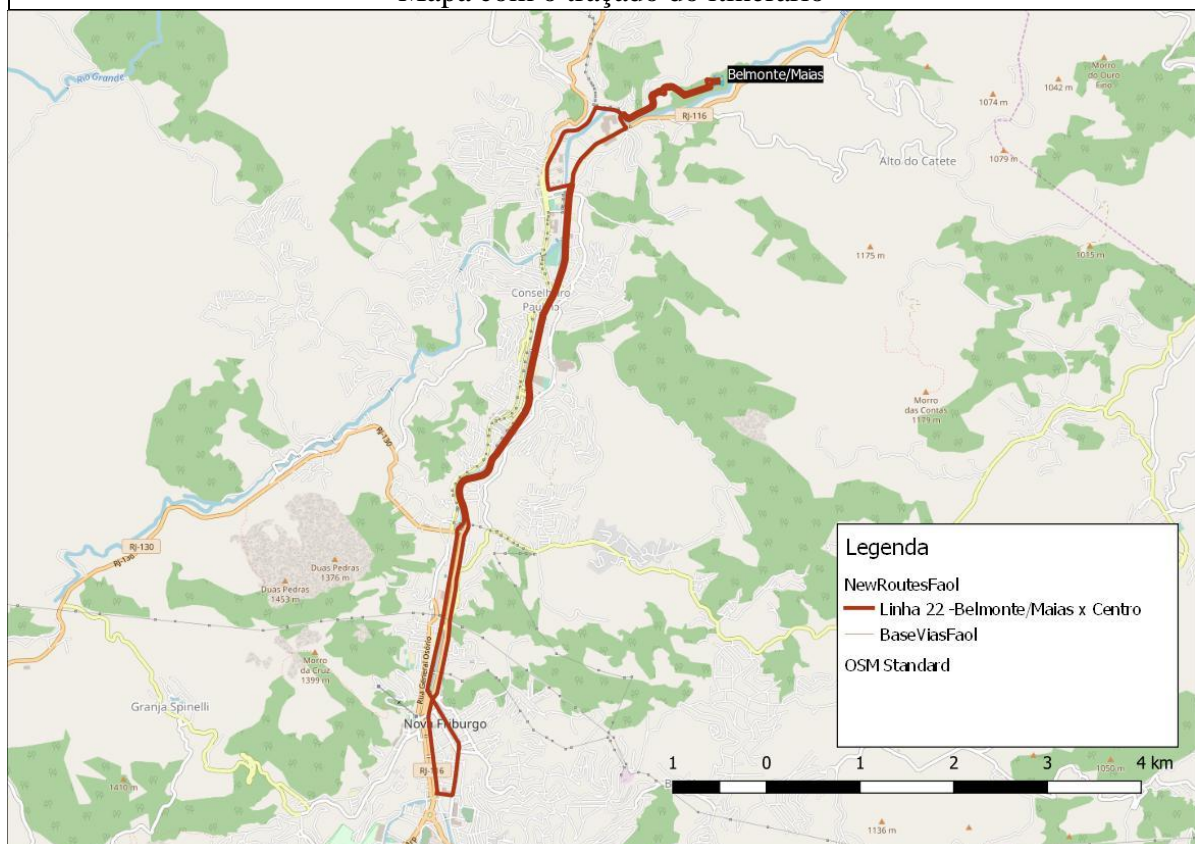 Mapa com o traçado do itinerário
Rio Grande
Belmonte/Maias
RJ-116
Morro
do Ouro
Fino
1042 m
1074 m
1079 m
Alto do Catete
1175 m
1015 m
Conselheiro
Paulino
Morro
das Contas
1179 m
RJ-130
RJ-130
RJ-130
Duas Pedras
1376 m
Duas Pedras
1453 m
Rua General Osório
Morro
da Cruz
1399 m
Granja Spinelli
Nova Friburgo
RJ-116
1410 m
1050 m
1136 m
Legenda
NewRoutesFaol
Linha 22 -Belmonte/Maias x Centro
BaseViasFaol
OSM Standard
1 0 1 2 3 4 km